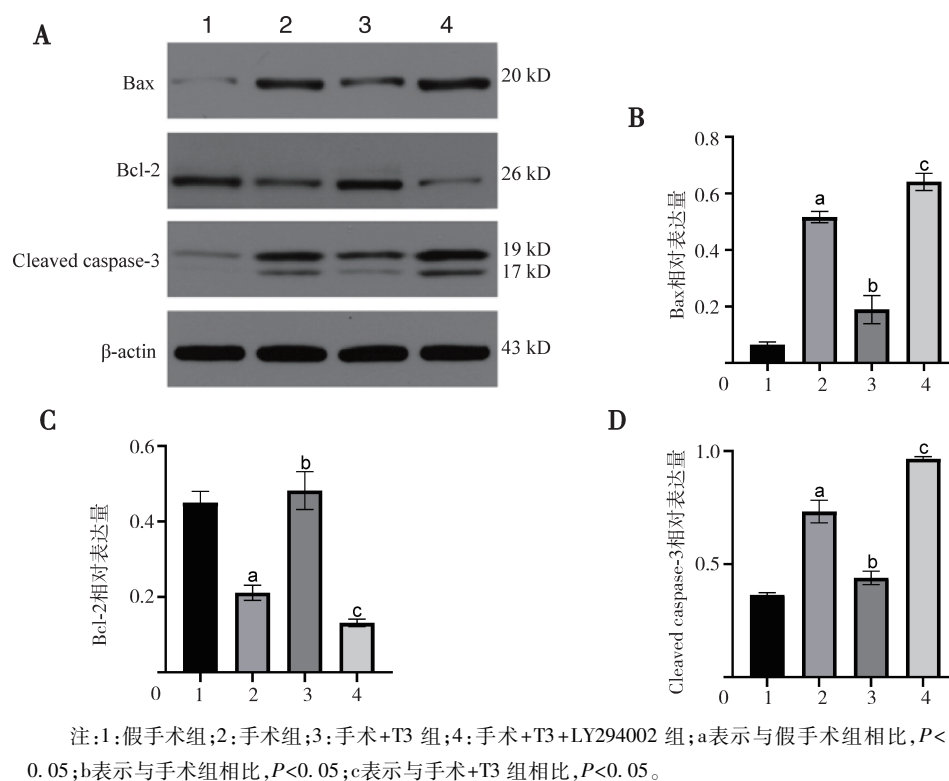 A
1 2 3 4
Bax
20 kD
Bcl-2
26 kD
Cleaved caspase-3
19 kD
17 kD
β-actin
43 kD
B
Bax相对表达量
0.8
0.6
0.4
0.2
0
a
b
c
1 2 3 4
C
Bcl-2相对表达量
0.6
0.4
0.2
0
a
b
c
1 2 3 4
D
Cleaved caspase-3相对表达量
1.0
0.5
0
a
b
c
1 2 3 4
注:1:假手术组;2:手术组;3:手术+T3 组;4:手术+T3+LY294002 组;a表示与假手术组相比,P<
0.05;b表示与手术组相比,P<0.05;c表示与手术+T3 组相比,P<0.05。